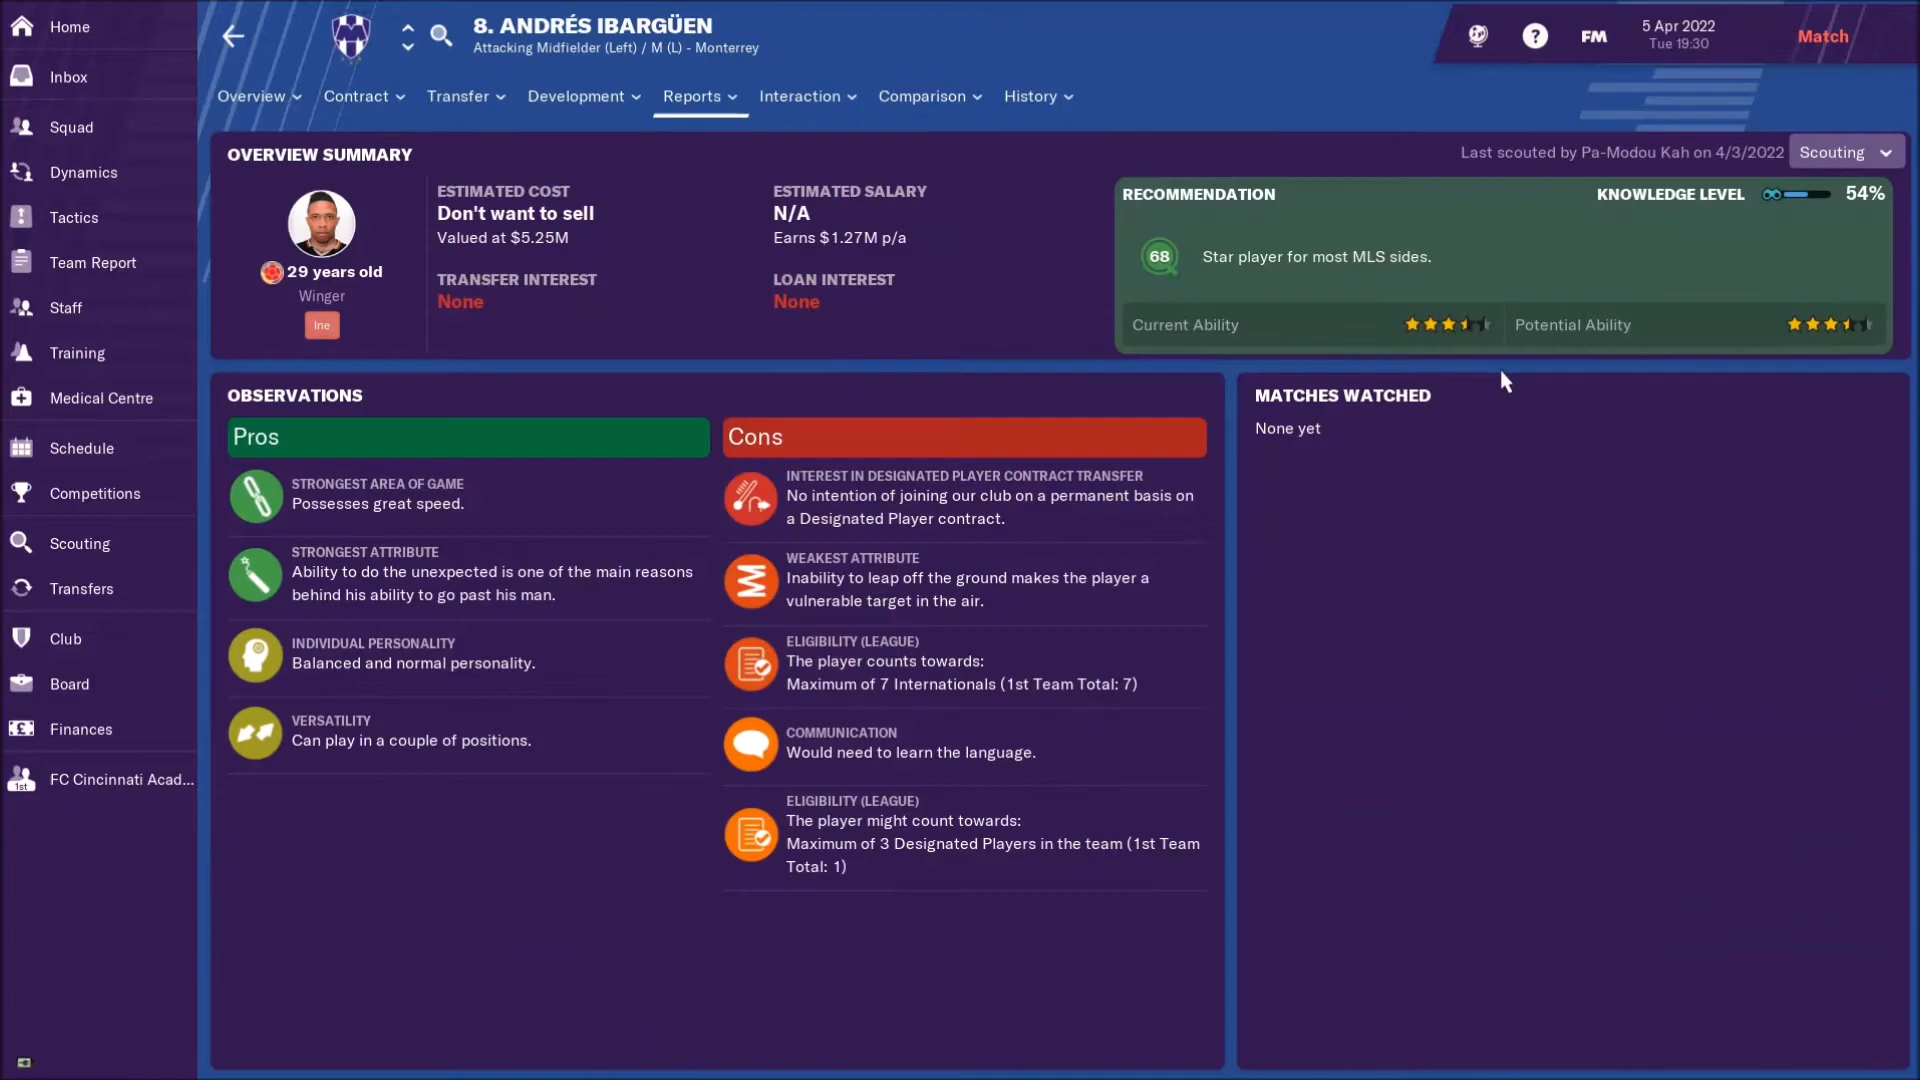 Home
Inbox
Squad
Dynamics
Tactics
Team Report
Staff
Training
Medical Centre
Schedule
Competitions
Scouting
Transfers
Club
Board
Finances
1st
FC Cincinnati Acad...
8. ANDRÉS IBARGÜEN
Attacking Midfielder (Left) / M (L) - Monterrey
FM
5 Apr 2022
Tue 19:30
Match
Overview
Contract
Transfer
Development
Reports
Interaction
Comparison
History
OVERVIEW SUMMARY
Last scouted by Pa-Modou Kah on 4/3/2022
Scouting
29 years old
Winger
Ine
ESTIMATED COST
Don't want to sell
Valued at $5.25M
TRANSFER INTEREST
None
ESTIMATED SALARY
N/A
Earns $1.27M p/a
LOAN INTEREST
None
RECOMMENDATION
KNOWLEDGE LEVEL
54%
68
Star player for most MLS sides.
Current Ability
Potential Ability
OBSERVATIONS
Pros
STRONGEST AREA OF GAME
Possesses great speed.
STRONGEST ATTRIBUTE
Ability to do the unexpected is one of the main reasons
behind his ability to go past his man.
INDIVIDUAL PERSONALITY
Balanced and normal personality.
VERSATILITY
Can play in a couple of positions.
Cons
INTEREST IN DESIGNATED PLAYER CONTRACT TRANSFER
No intention of joining our club on a permanent basis on
a Designated Player contract.
WEAKEST ATTRIBUTE
Inability to leap off the ground makes the player a
vulnerable target in the air.
ELIGIBILITY (LEAGUE)
The player counts towards:
Maximum of 7 Internationals (1st Team Total: 7)
COMMUNICATION
Would need to learn the language.
ELIGIBILITY (LEAGUE)
The player might count towards:
Maximum of 3 Designated Players in the team (1st Team
Total: 1)
MATCHES WATCHED
None yet